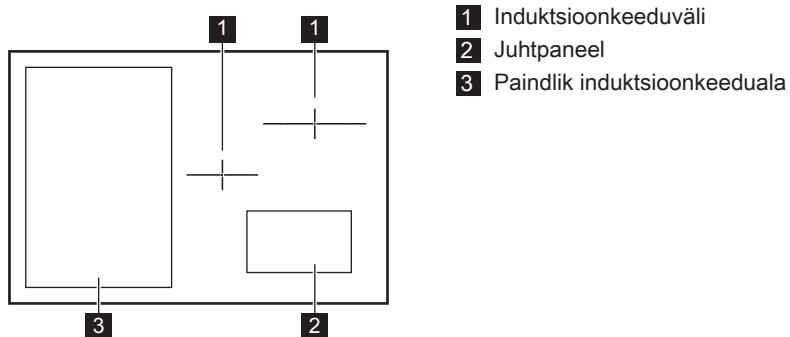 1 1
3 2
1 Induktsioonkeeduväli
2 Juhtpaneel
3 Paindlik induktsioonkeeduala